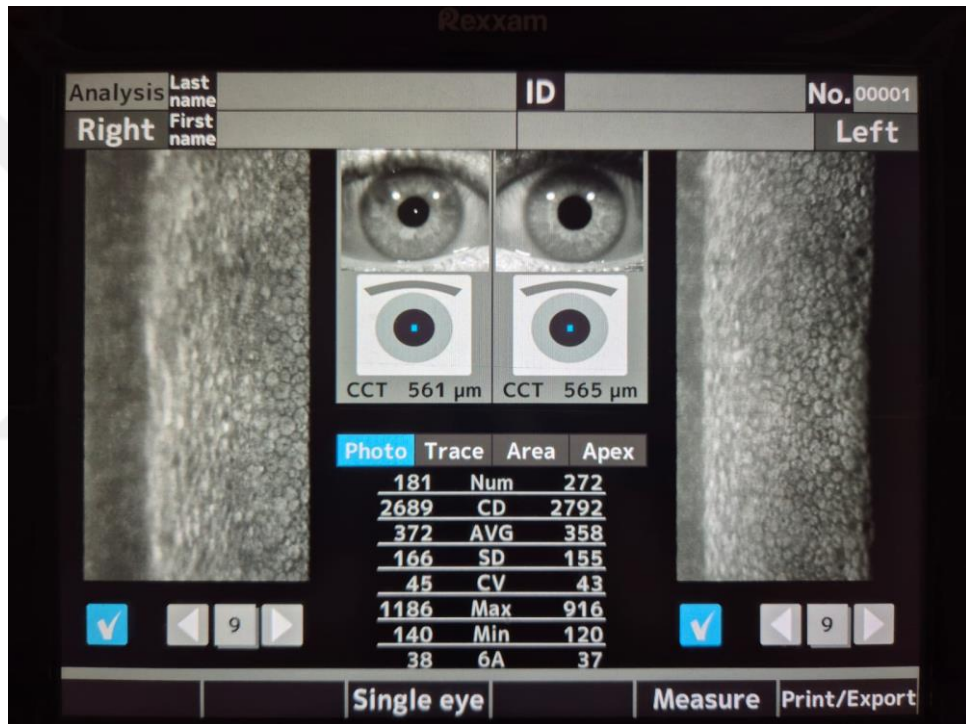 Rexxam
Analysis Last name ID No. 00001
Right First name Left
CCT 561 µm CCT 565 µm
Photo Trace Area Apex
181 Num 272
2689 CD 2792
372 AVG 358
166 SD 155
45 CV 43
1186 Max 916
140 Min 120
38 6A 37
9 9
Single eye Measure Print/Export